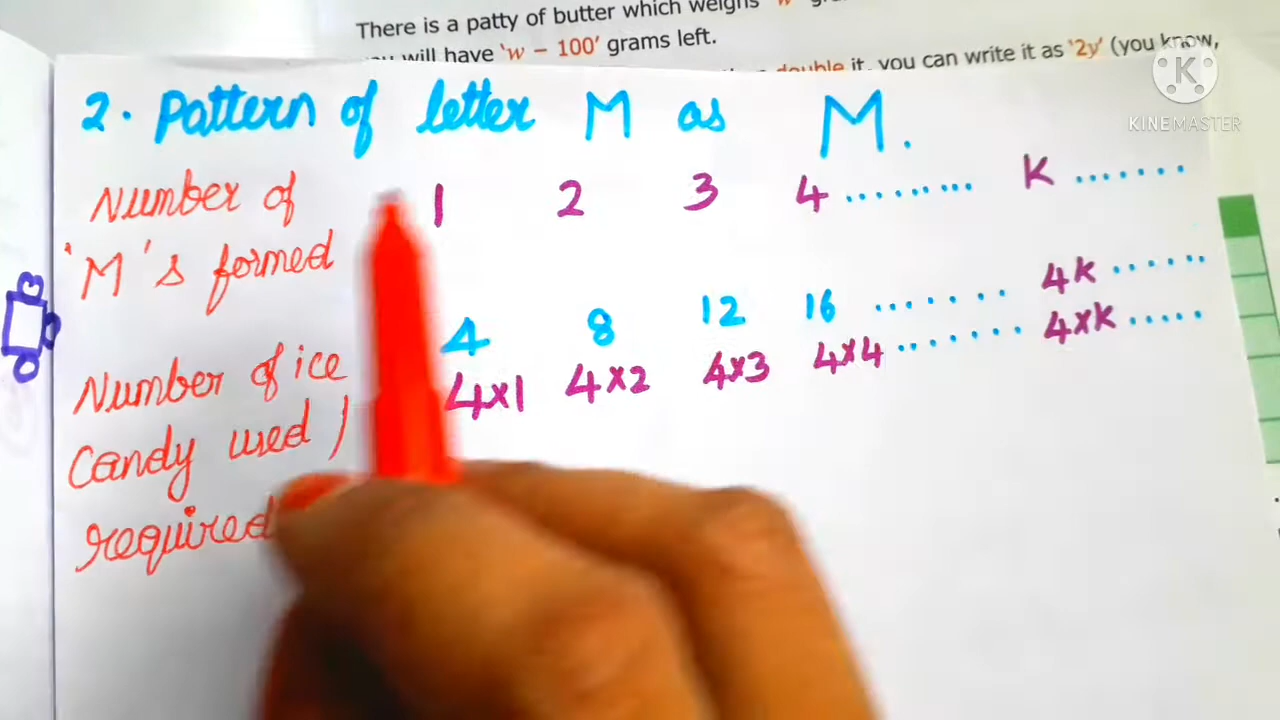 There is a patty of butter which weighs 'w'
will have 'w – 100' grams left.
double it, you can write it as '2y' (you know,
K
KINEMASTER
2. Pattern of letter M as M.
Number of 1 2 3 4 ......... K .......
'M's formed
4 8 12 16 ....... 4K ......
Number of ice 4×1 4×2 4×3 4×4 ....... 4×K .....
Candy used /
required